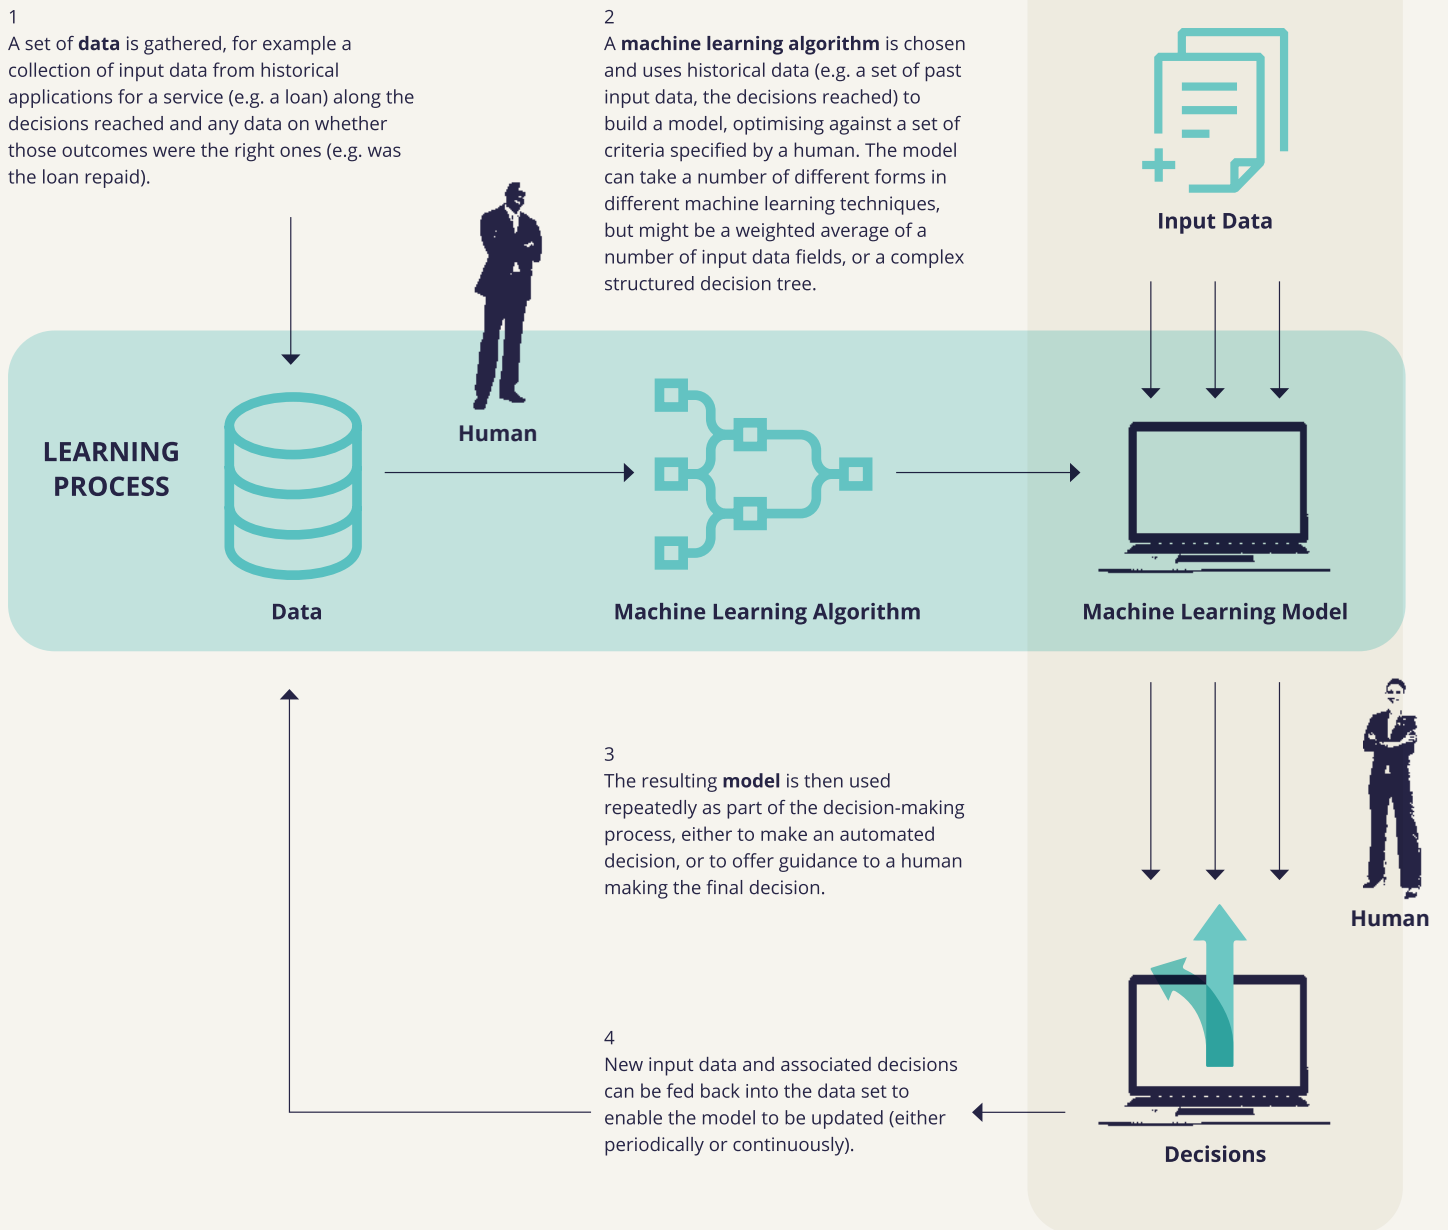 1
A set of data is gathered, for example a
collection of input data from historical
applications for a service (e.g. a loan) along the
decisions reached and any data on whether
those outcomes were the right ones (e.g. was
the loan repaid).
2
A machine learning algorithm is chosen
and uses historical data (e.g. a set of past
input data, the decisions reached) to
build a model, optimising against a set of
criteria specified by a human. The model
can take a number of different forms in
different machine learning techniques,
but might be a weighted average of a
number of input data fields, or a complex
structured decision tree.
Input Data
LEARNING
PROCESS
Human
Data
Machine Learning Algorithm
Machine Learning Model
3
The resulting model is then used
repeatedly as part of the decision-making
process, either to make an automated
decision, or to offer guidance to a human
making the final decision.
Human
4
New input data and associated decisions
can be fed back into the data set to
enable the model to be updated (either
periodically or continuously).
Decisions